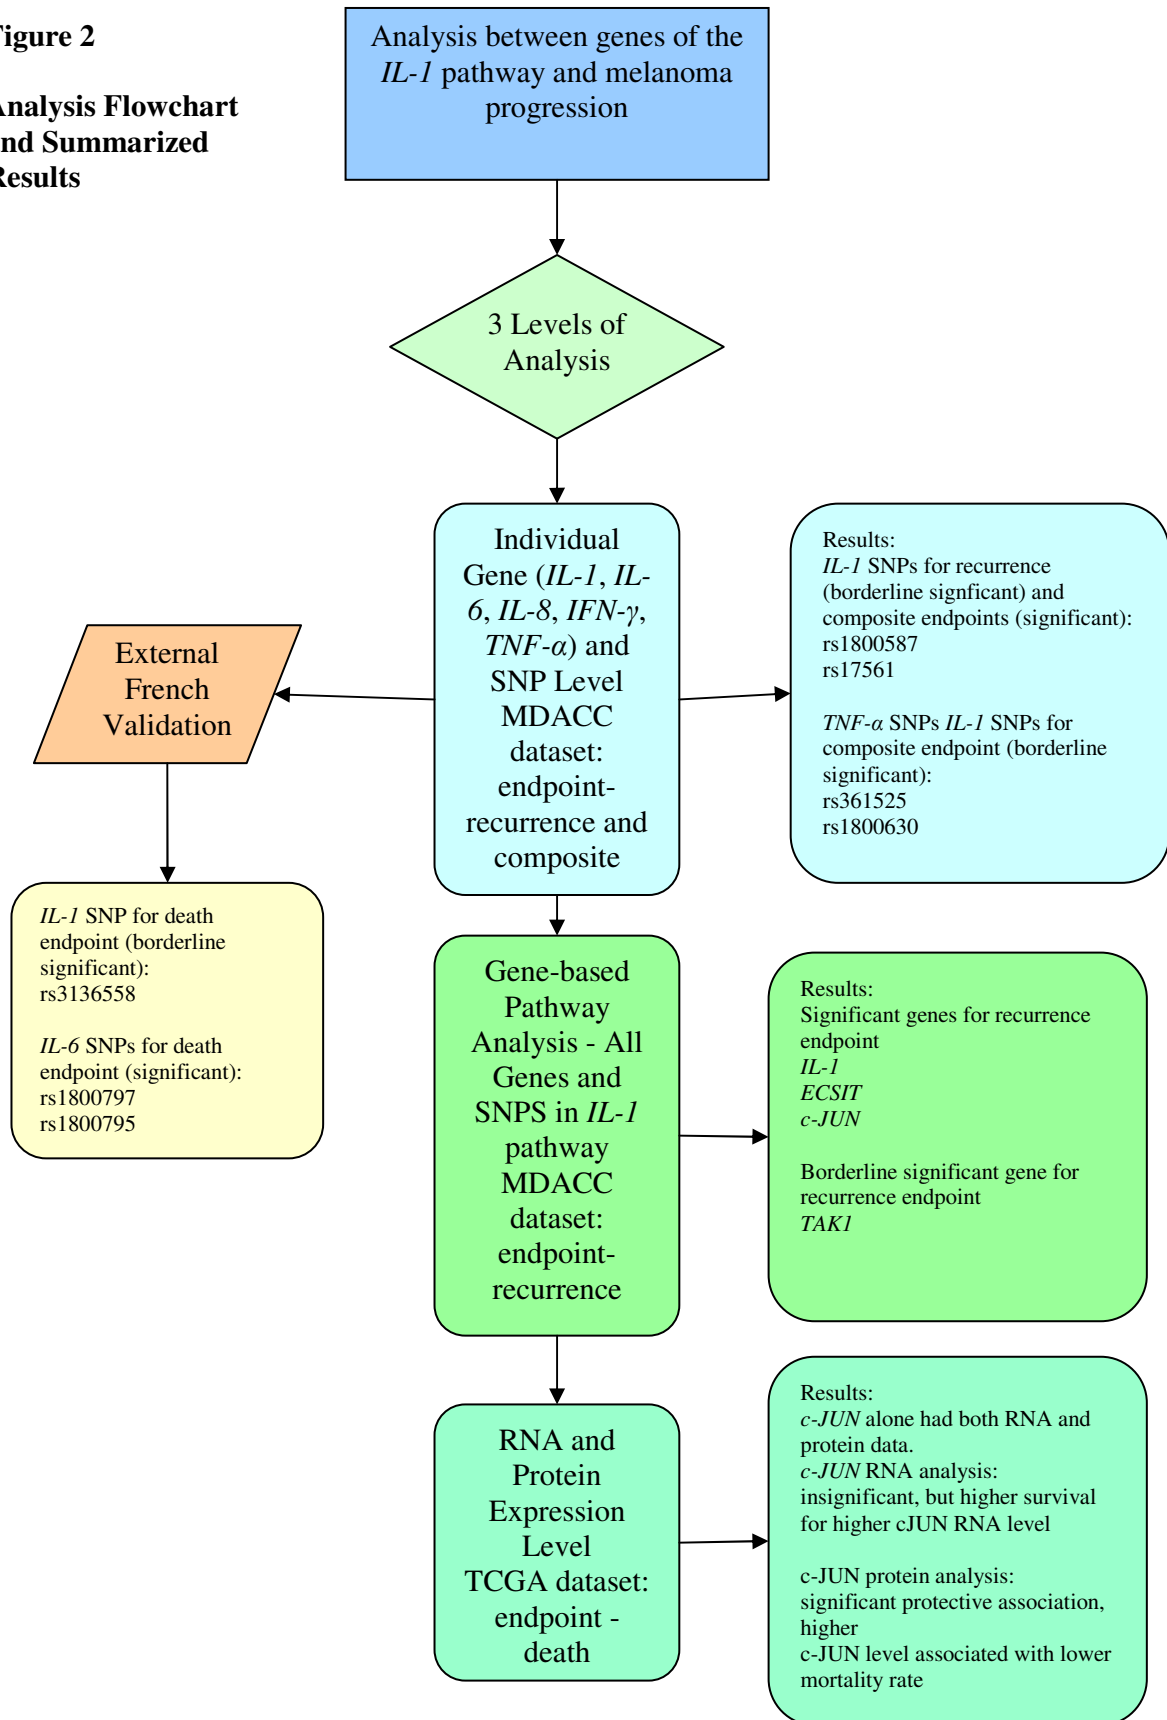 Figure 2
Analysis Flowchart
and Summarized
Results
Analysis between genes of the
IL-1 pathway and melanoma
progression
3 Levels of
Analysis
Individual
Gene (IL-1, IL-
6, IL-8, IFN-γ,
TNF-α) and
SNP Level
MDACC
dataset:
endpoint-
recurrence and
composite
Results:
IL-1 SNPs for recurrence
(borderline signficant) and
composite endpoints (significant):
rs1800587
rs17561
TNF-α SNPs IL-1 SNPs for
composite endpoint (borderline
significant):
rs361525
rs1800630
External
French
Validation
IL-1 SNP for death
endpoint (borderline
significant):
rs3136558
IL-6 SNPs for death
endpoint (significant):
rs1800797
rs1800795
Gene-based
Pathway
Analysis - All
Genes and
SNPS in IL-1
pathway
MDACC
dataset:
endpoint-
recurrence
Results:
Significant genes for recurrence
endpoint
IL-1
ECSIT
c-JUN
Borderline significant gene for
recurrence endpoint
TAK1
RNA and
Protein
Expression
Level
TCGA dataset:
endpoint -
death
Results:
c-JUN alone had both RNA and
protein data.
c-JUN RNA analysis:
insignificant, but higher survival
for higher cJUN RNA level
c-JUN protein analysis:
significant protective association,
higher
c-JUN level associated with lower
mortality rate